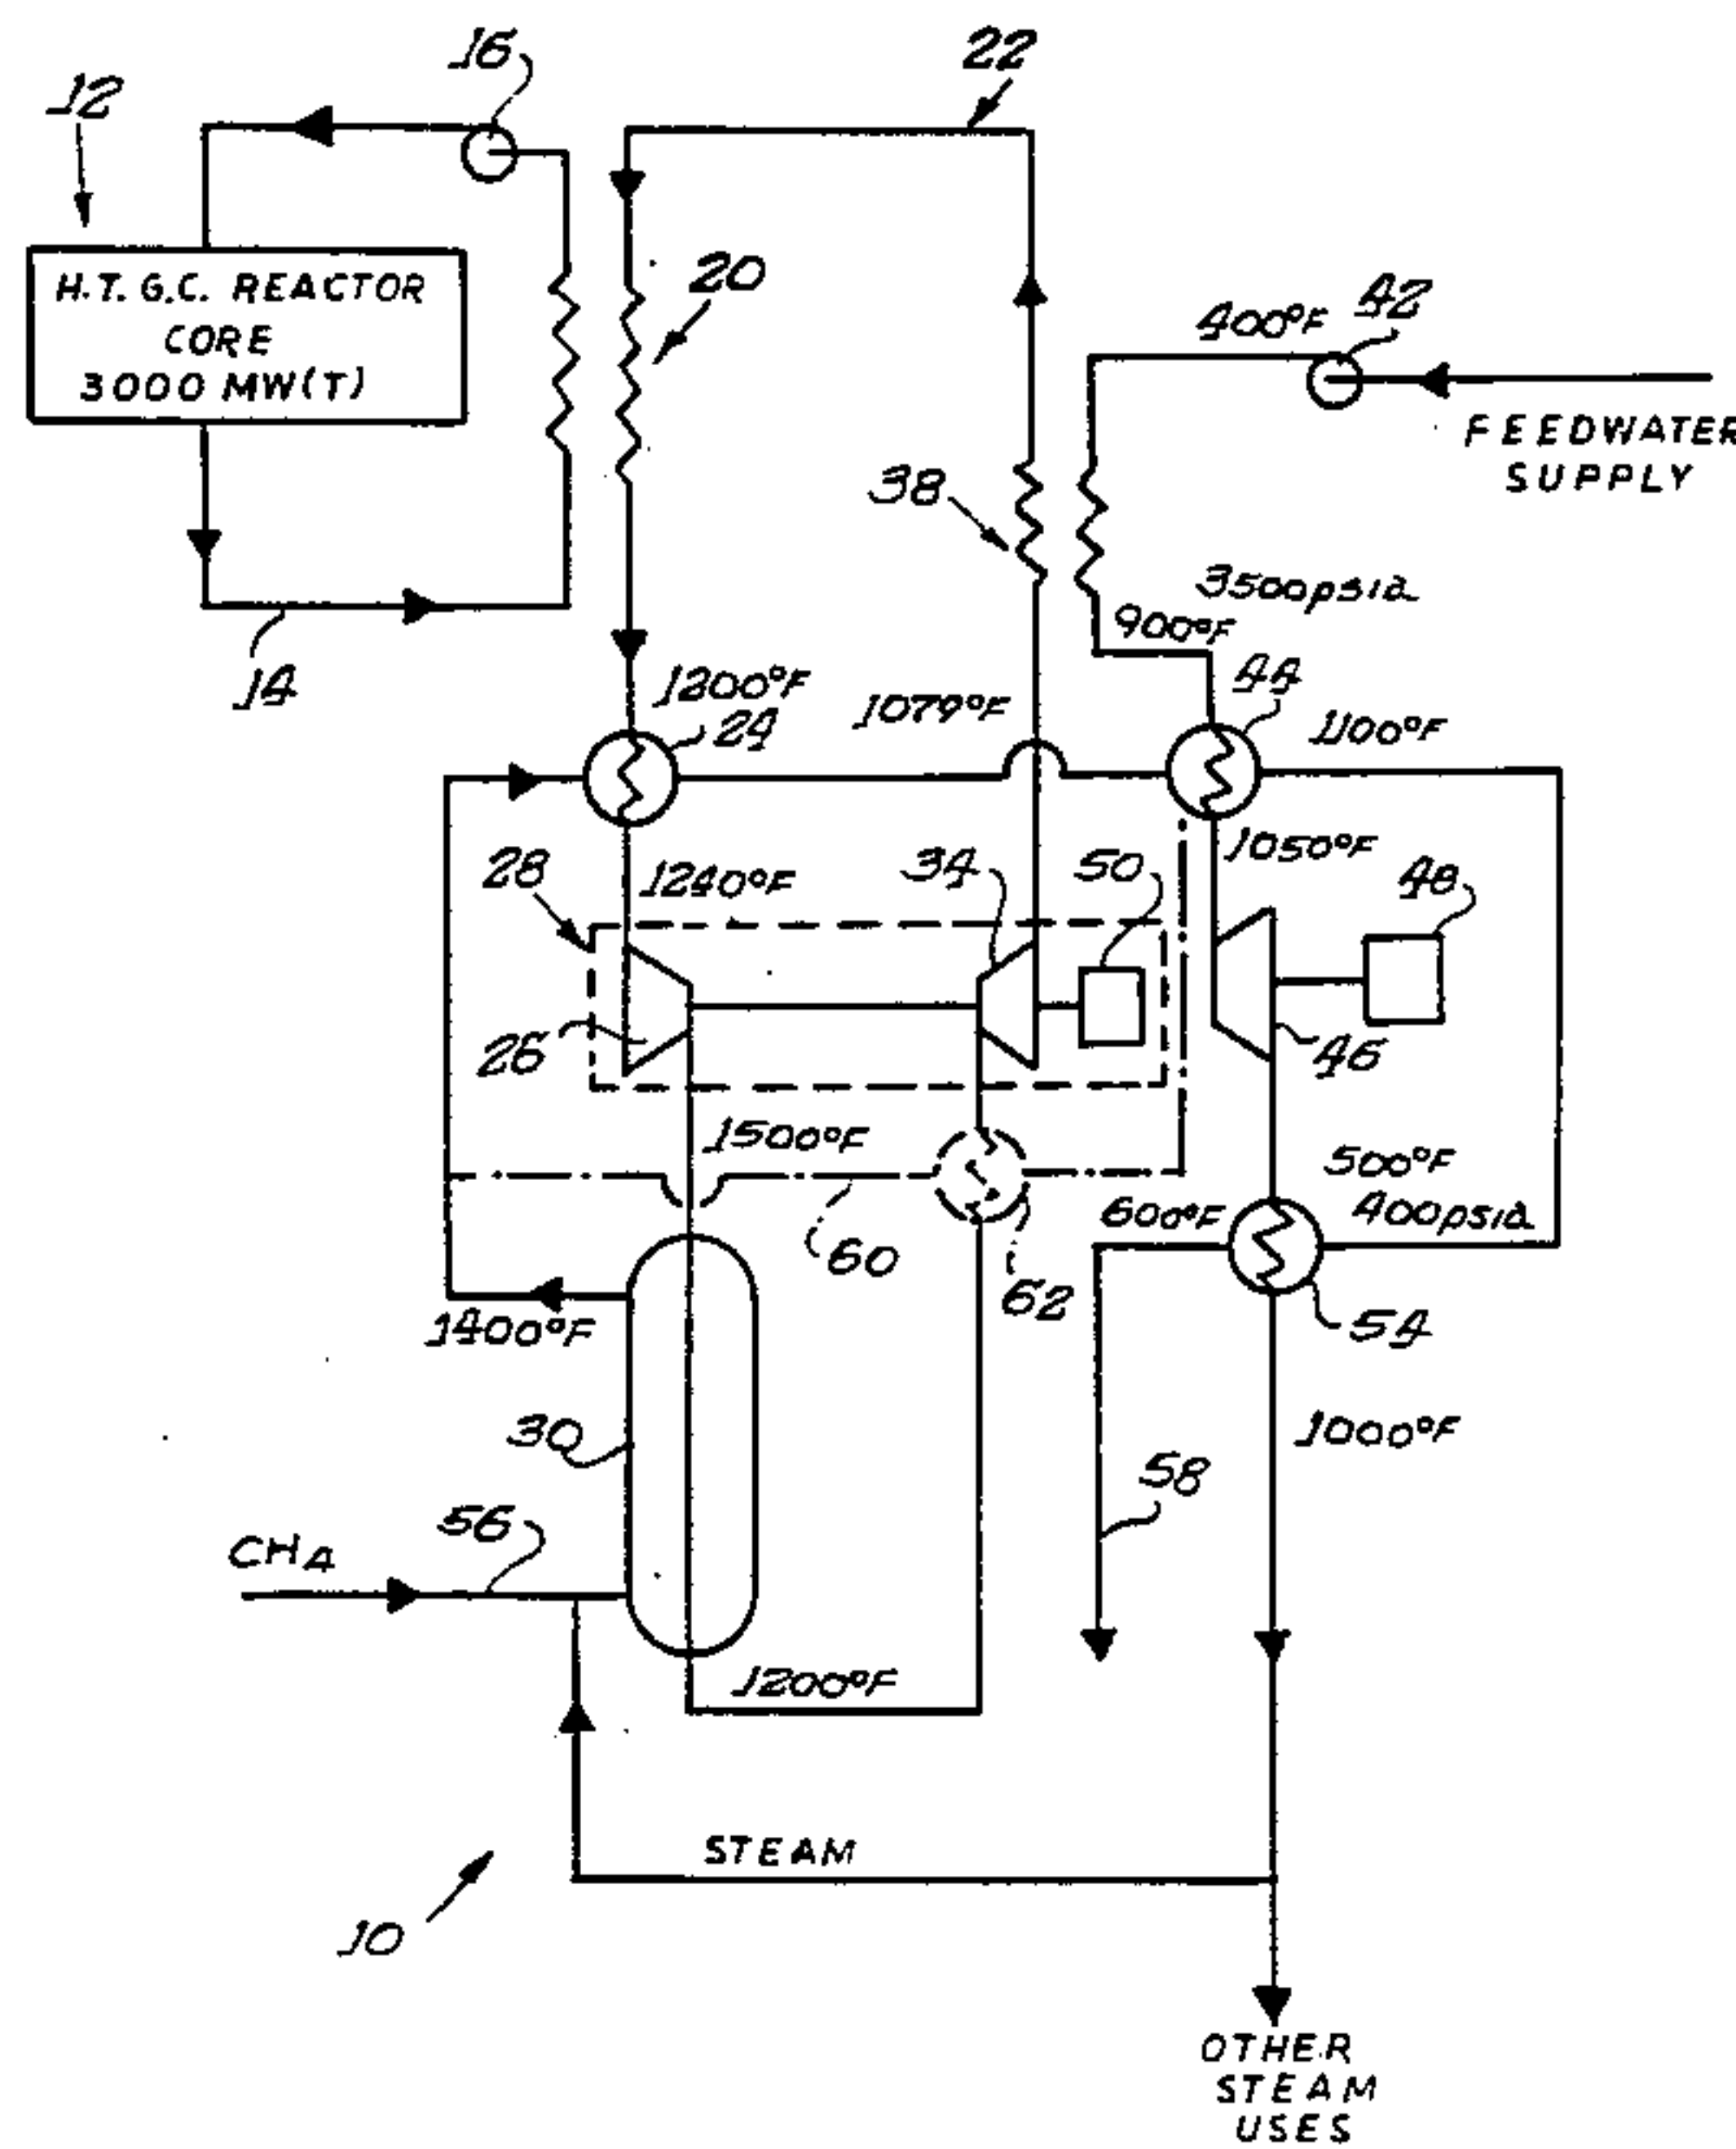 16
22
12
H.T.G.C. REACTOR
CORE
3000 MW(T)
20
42
400°F
FEEDWATER
SUPPLY
38
3500psia
900°F
14
1200°F
24
1079°F
44
1100°F
28
1240°F
34
50
1050°F
48
26
46
1500°F
500°F
400psia
600°F
60
62
54
1400°F
30
1000°F
58
56
CH4
1200°F
STEAM
10
OTHER
STEAM
USES